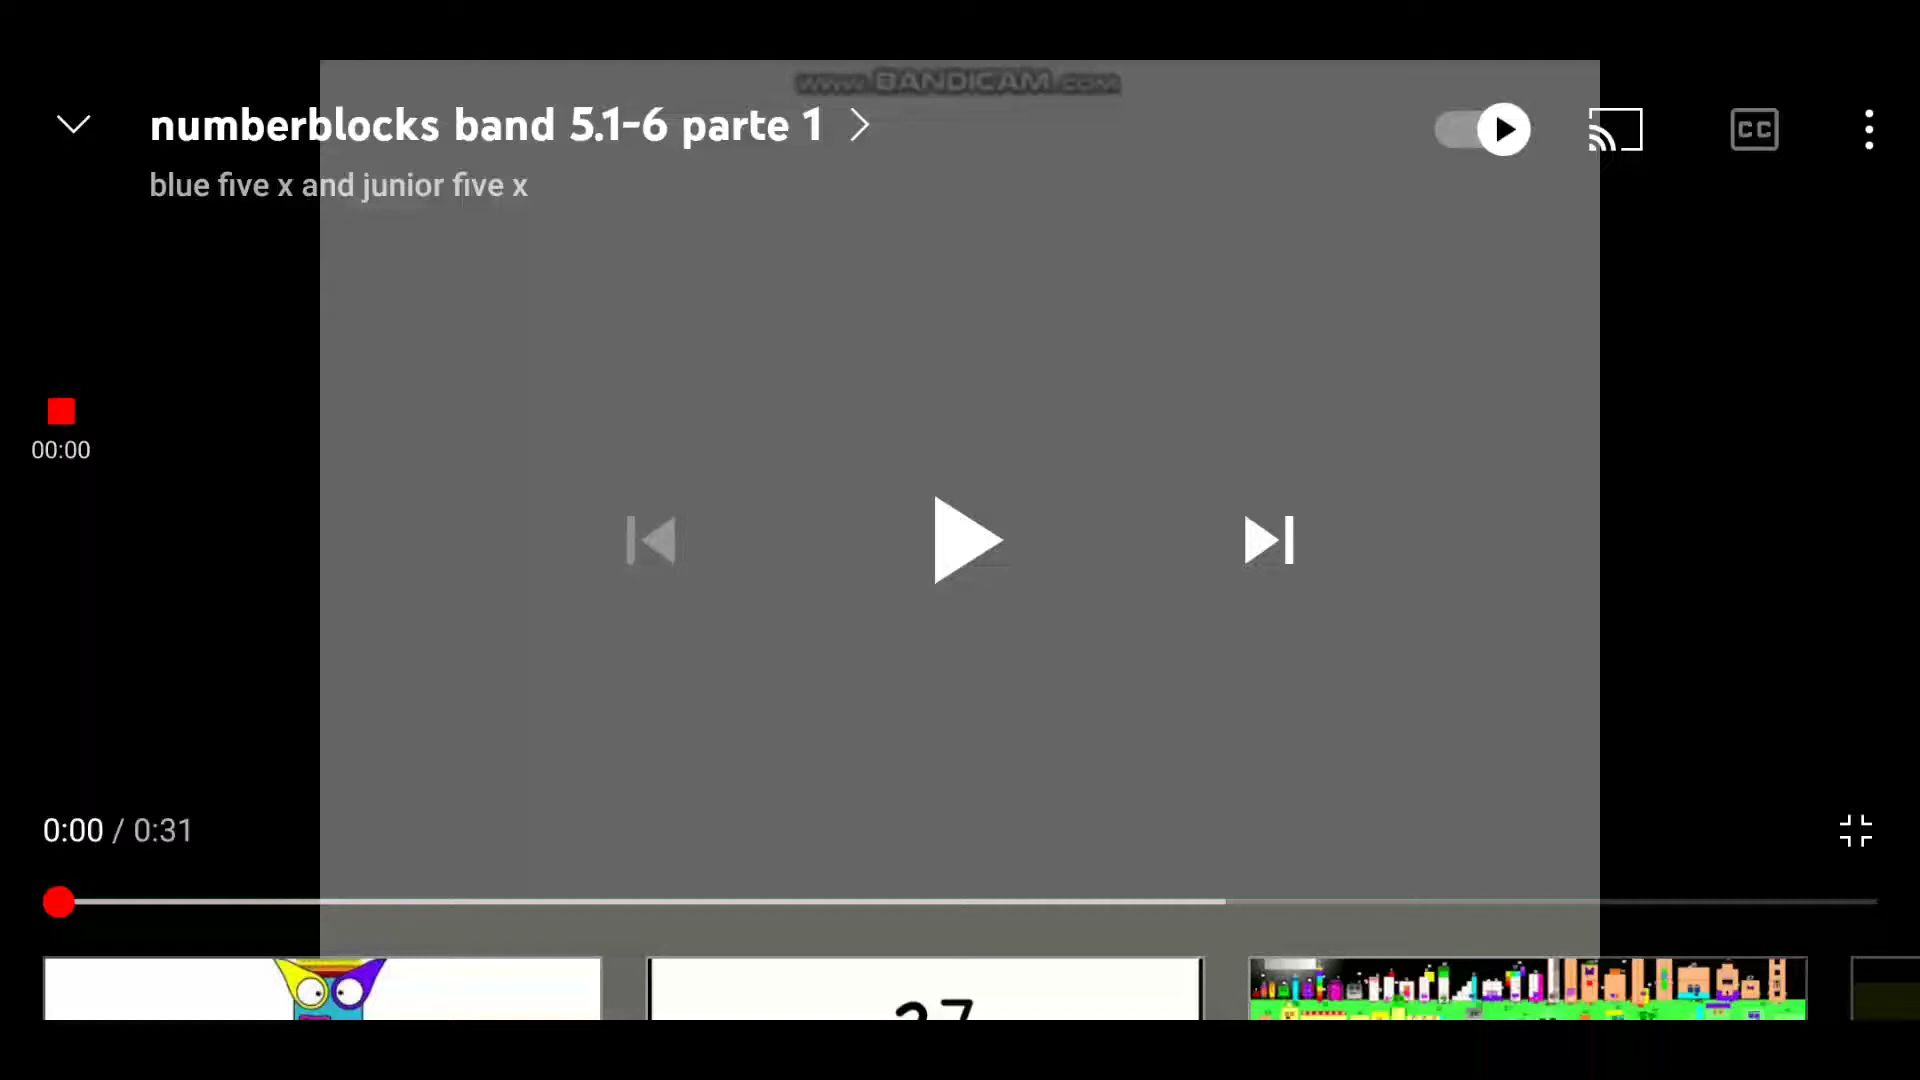 www.BANDICAM.com
numberblocks band 5.1-6 parte 1
blue five x and junior five x
CC
00:00
0:00 / 0:31